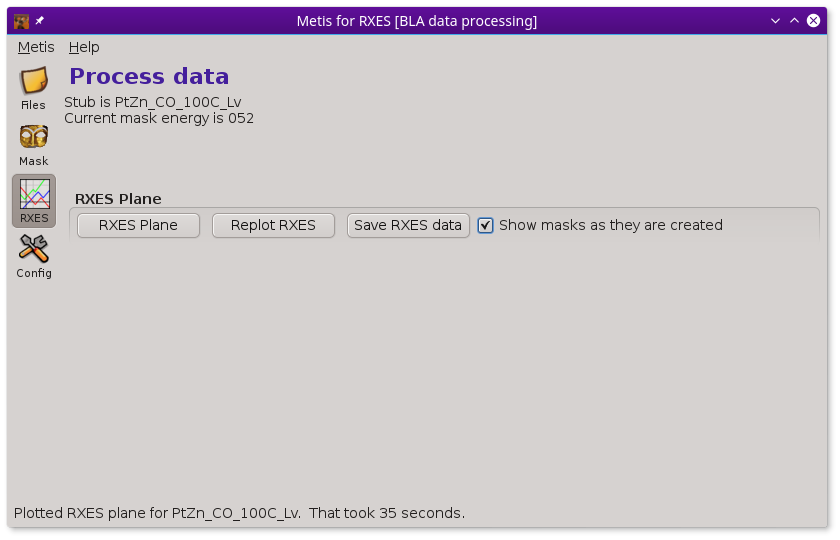 Metis for RXES [BLA data processing]
Metis Help
Files
Mask
RXES
Config
Process data
Stub is PtZn_CO_100C_Lv
Current mask energy is 052
RXES Plane
RXES Plane Replot RXES Save RXES data Show masks as they are created
Plotted RXES plane for PtZn_CO_100C_Lv.  That took 35 seconds.